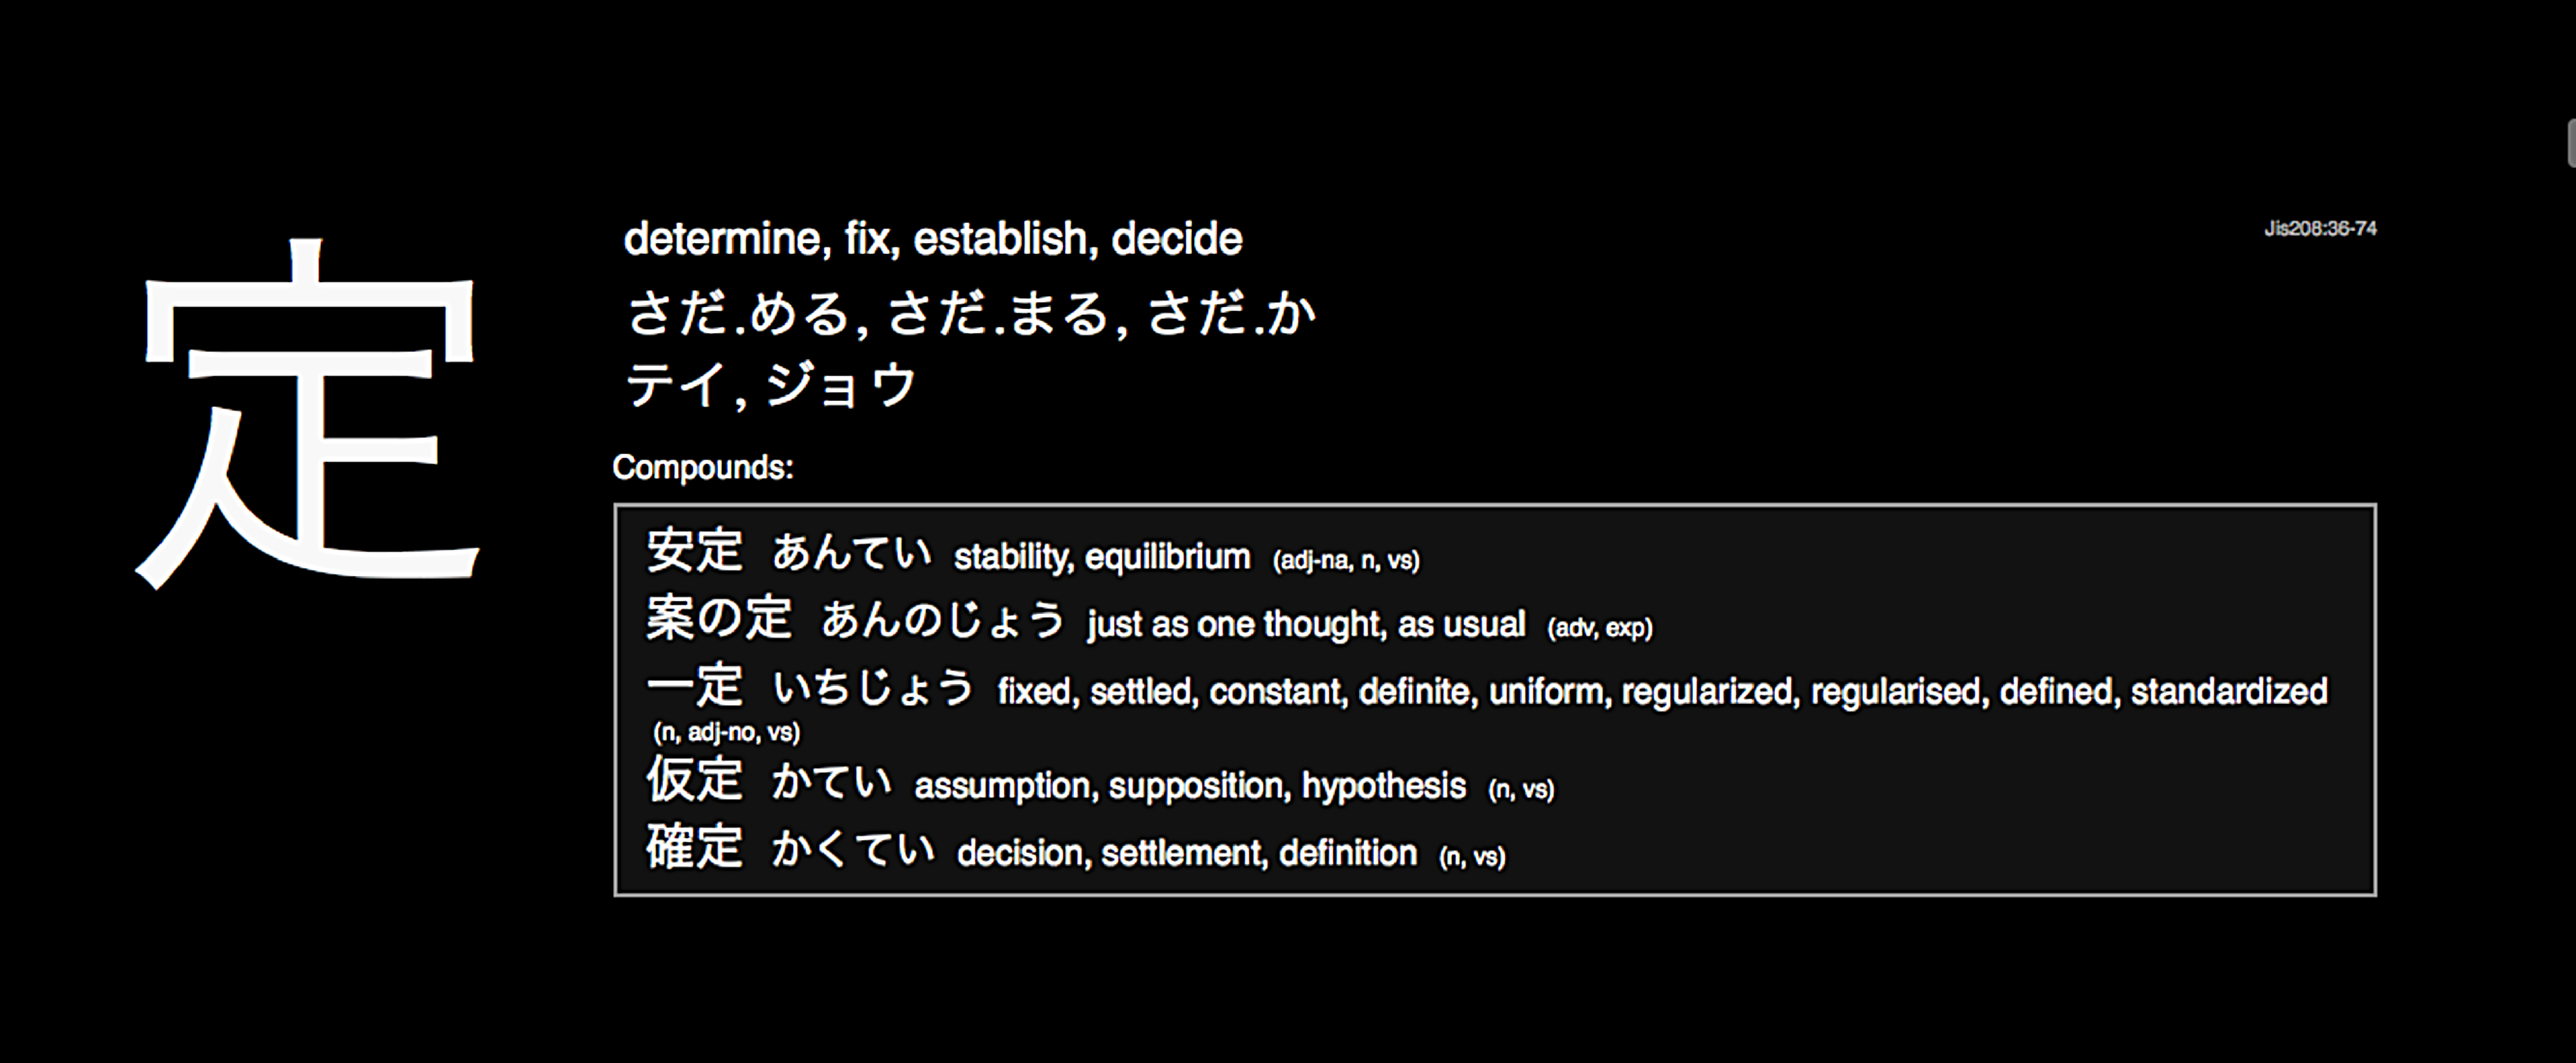 定
determine, fix, establish, decide
Jis208:36-74
さだ.める, さだ.まる, さだ.か
テイ, ジョウ
Compounds:
安定 あんてい stability, equilibrium (adj-na, n, vs)
案の定 あんのじょう just as one thought, as usual (adv, exp)
一定 いちじょう fixed, settled, constant, definite, uniform, regularized, regularised, defined, standardized
(n, adj-no, vs)
仮定 かてい assumption, supposition, hypothesis (n, vs)
確定 かくてい decision, settlement, definition (n, vs)